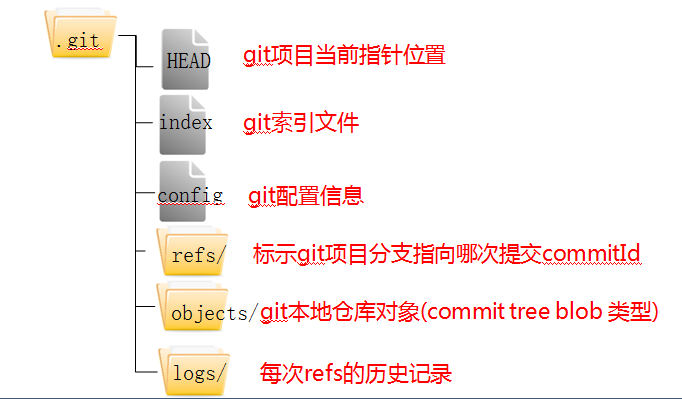 .git
HEAD git项目当前指针位置
index git索引文件
config git配置信息
refs/ 标示git项目分支指向哪次提交commitId
objects/git本地仓库对象(commit tree blob 类型)
logs/ 每次refs的历史记录